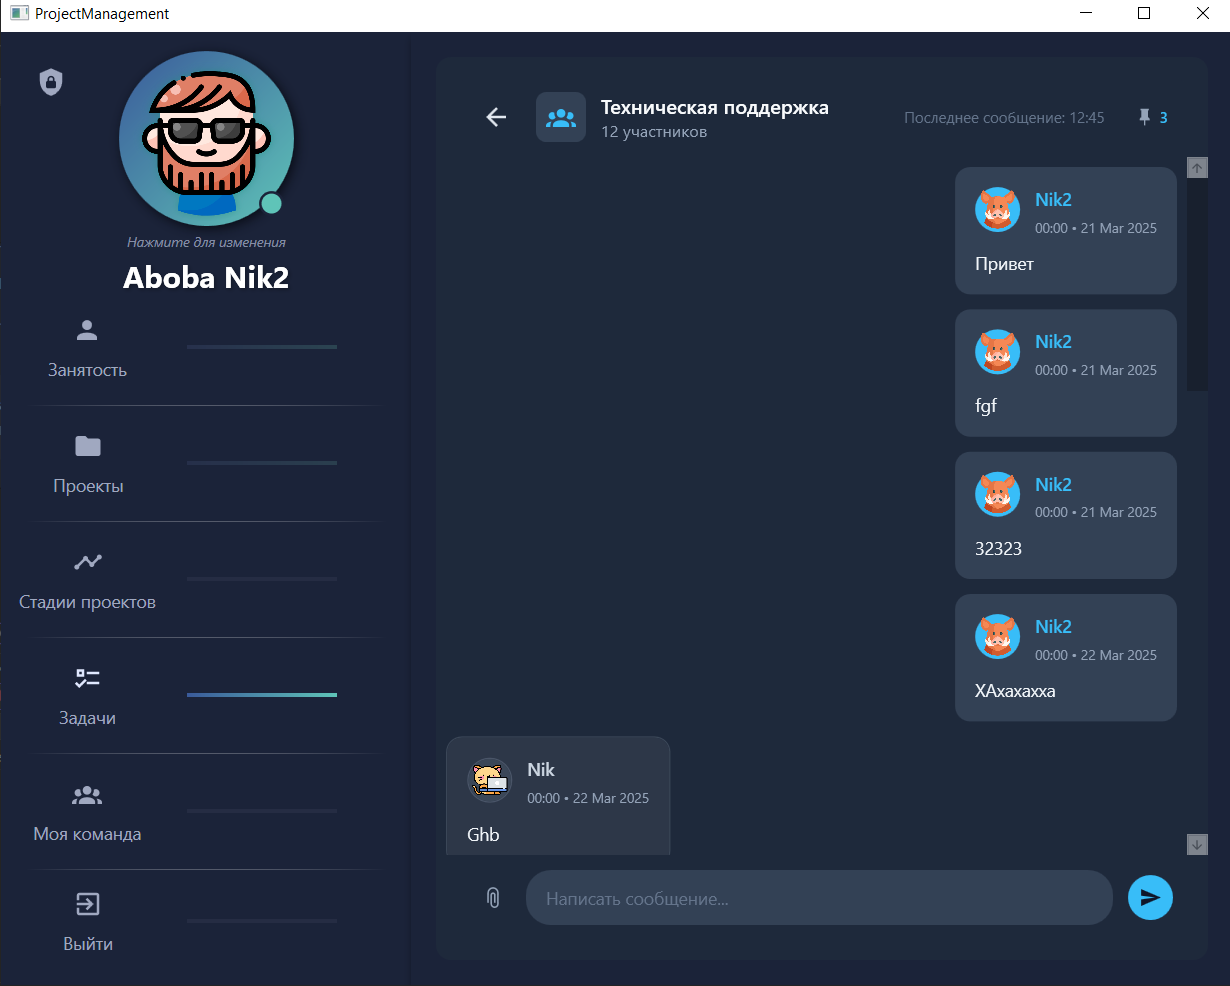 ProjectManagement
Нажмите для изменения
Aboba Nik2
Занятость
Проекты
Стадии проектов
Задачи
Моя команда
Выйти
Техническая поддержка
12 участников
Последнее сообщение: 12:45
3
Nik2
00:00 • 21 Mar 2025
Привет
Nik2
00:00 • 21 Mar 2025
fgf
Nik2
00:00 • 21 Mar 2025
32323
Nik2
00:00 • 22 Mar 2025
ХАхахахха
Nik
00:00 • 22 Mar 2025
Ghb
Написать сообщение...